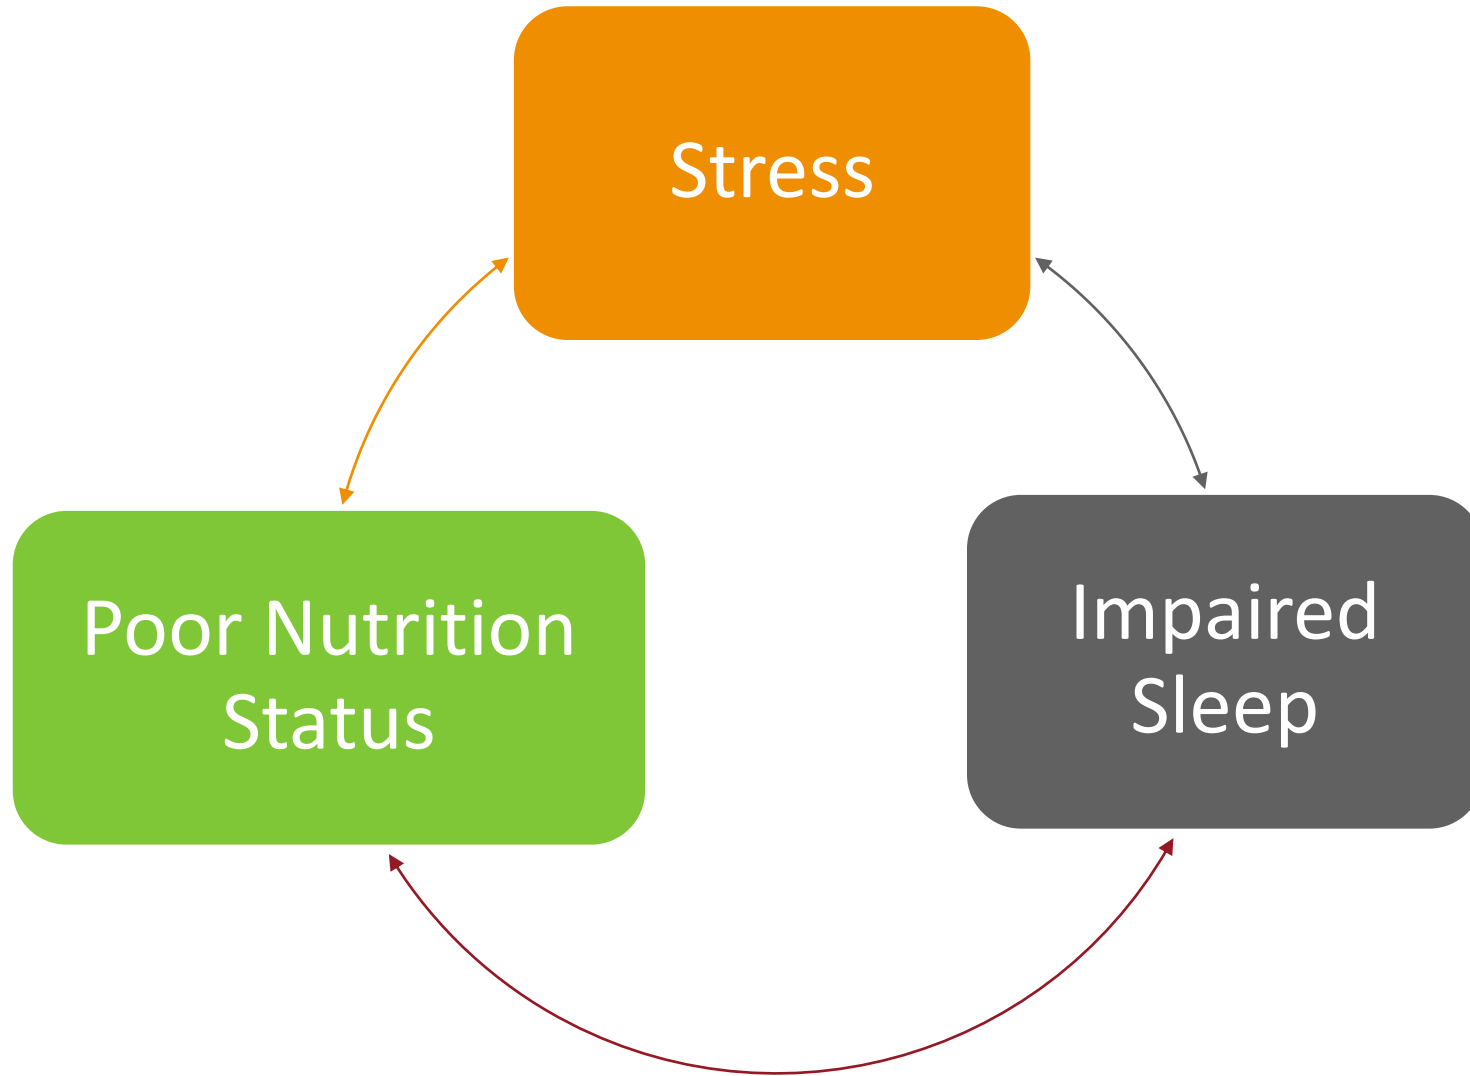 Stress
Poor Nutrition
Status
Impaired
Sleep